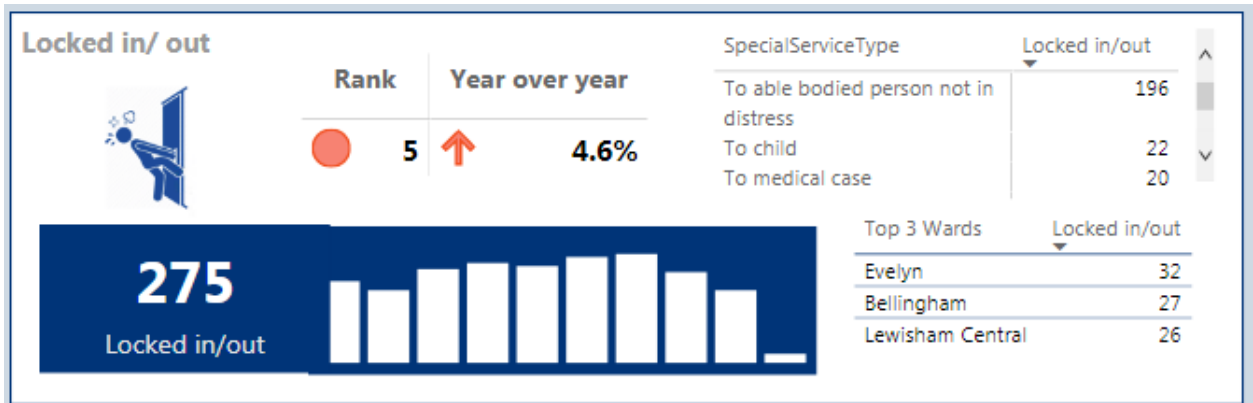 Locked in/ out
Rank Year over year
5 4.6%
SpecialServiceType Locked in/out
To able bodied person not in 196
distress
To child 22
To medical case 20
275
Locked in/out
Top 3 Wards Locked in/out
Evelyn 32
Bellingham 27
Lewisham Central 26